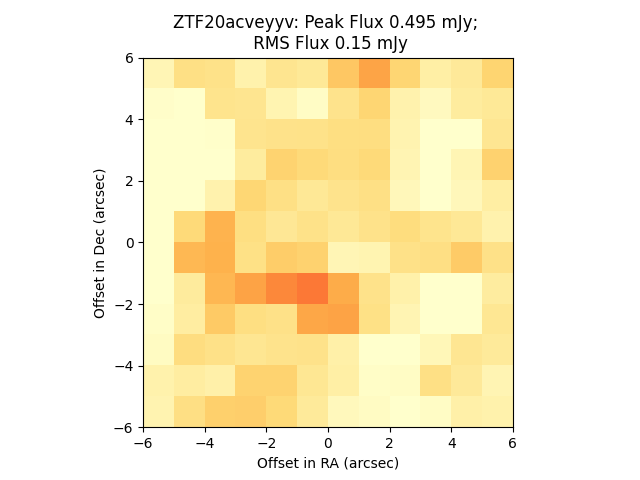 ZTF20acveyyv: Peak Flux 0.495 mJy;
RMS Flux 0.15 mJy
6
4
2
0
−2
−4
−6
Offset in Dec (arcsec)
−6 −4 −2 0 2 4 6
Offset in RA (arcsec)